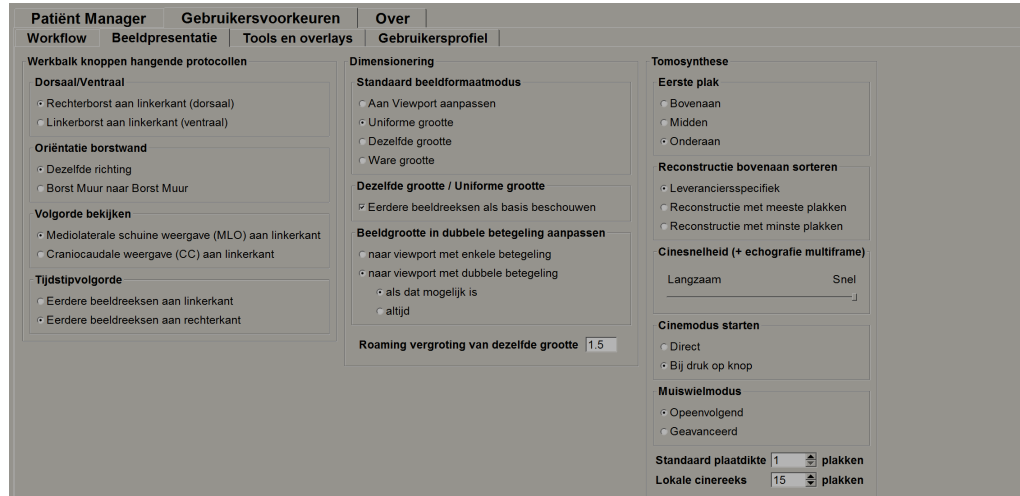 Patiënt Manager Gebruikersvoorkeuren Over
Workflow Beeldpresentatie Tools en overlays Gebruikersprofiel
Werkbalk knoppen hangende protocollen
Dorsaal/Ventraal
Rechterborst aan linkerkant (dorsaal)
Linkerborst aan linkerkant (ventraal)
Oriëntatie borstwand
Dezelfde richting
Borst Muur naar Borst Muur
Volgorde bekijken
Mediolaterale schuine weergave (MLO) aan linkerkant
Craniocaudale weergave (CC) aan linkerkant
Tijdstipvolgorde
Eerdere beeldreeksen aan linkerkant
Eerdere beeldreeksen aan rechterkant
Dimensionering
Standaard beeldformaatmodus
Aan Viewport aanpassen
Uniforme grootte
Dezelfde grootte
Ware grootte
Dezelfde grootte / Uniforme grootte
Eerdere beeldreeksen als basis beschouwen
Beeldgrootte in dubbele betegeling aanpassen
naar viewport met enkele betegeling
naar viewport met dubbele betegeling
als dat mogelijk is
altijd
Roaming vergroting van dezelfde grootte 1.5
Tomosynthese
Eerste plak
Bovenaan
Midden
Onderaan
Reconstructie bovenaan sorteren
Leveranciersspecifiek
Reconstructie met meeste plakken
Reconstructie met minste plakken
Cinesnelheid (+ echografie multiframe)
Langzaam Snel
Cinemodus starten
Direct
Bij druk op knop
Muiswielmodus
Opeenvolgend
Geavanceerd
Standaard plaatdikte 1 plakken
Lokale cinereeks 15 plakken